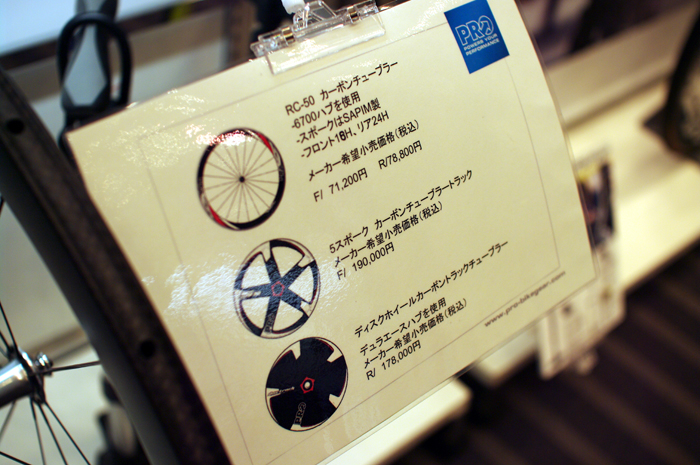 PRO
POWERS YOUR
PERFORMANCE
RC-50 カーボンチューブラー
-6700ハブを使用
-スポークはSAPIM製
-フロント18H、リア24H
メーカー希望小売価格(税込)
F/ 71,200円 R/78,800円
5スポーク カーボンチューブラートラック
メーカー希望小売価格(税込)
F/ 190,000円
ディスクホイールカーボントラックチューブラー
デュラエースハブを使用
メーカー希望小売価格(税込)
R/ 178,000円
www.pro-bikegear.com